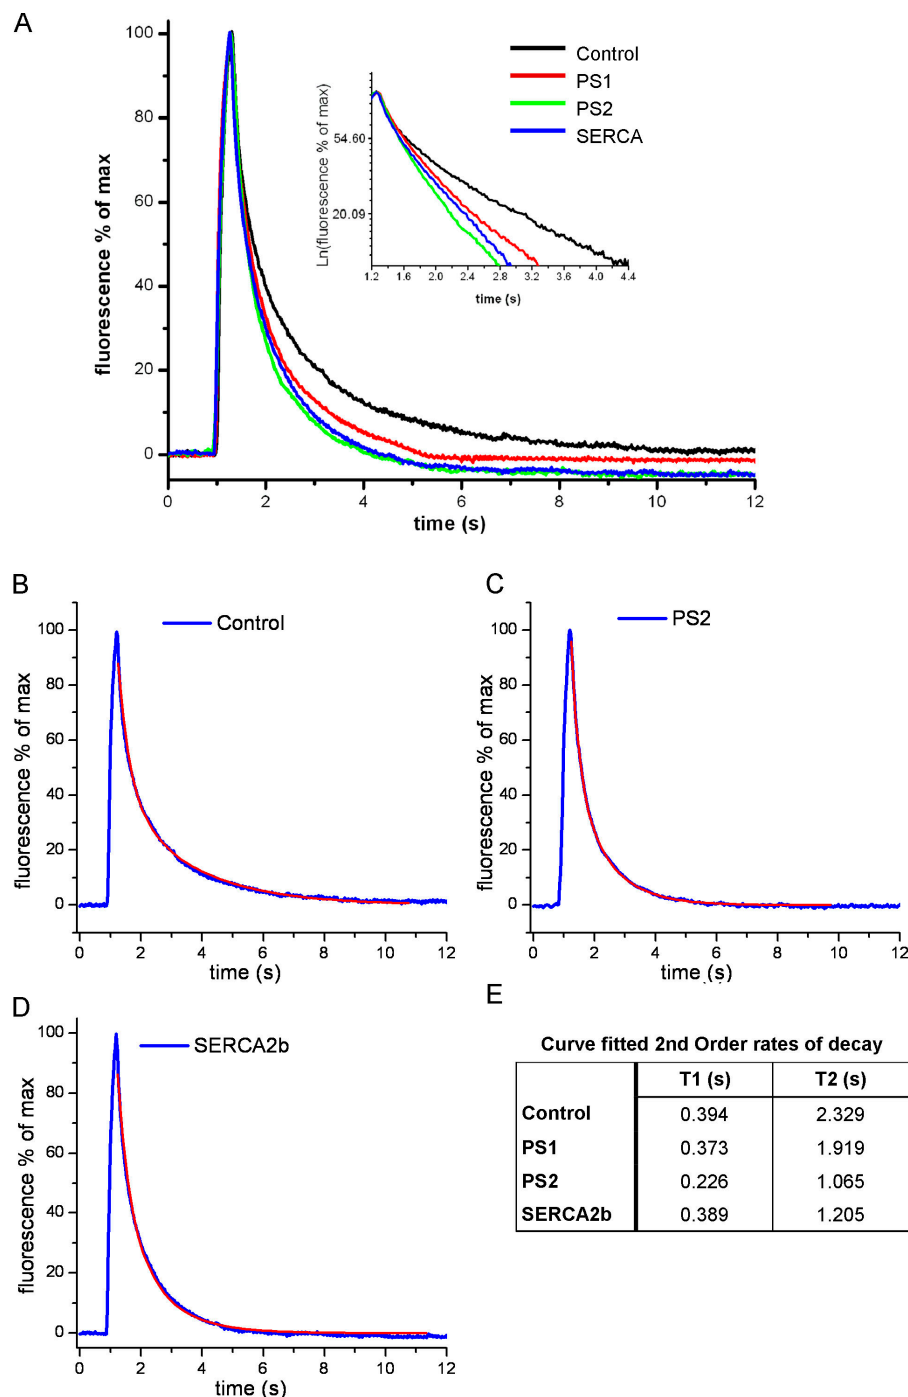 A
Control
PS1
PS2
SERCA
fluorescence % of max
100
80
60
40
20
0
0 2 4 6 8 10 12
time (s)
Ln(fluorescence % of max)
54.60
20.09
1.2 1.6 2.0 2.4 2.8 3.2 3.6 4.0 4.4
time (s)
B
Control
fluorescence % of max
100
80
60
40
20
0
0 2 4 6 8 10 12
time (s)
C
PS2
fluorescence % of max
100
80
60
40
20
0
0 2 4 6 8 10 12
time (s)
D
SERCA2b
fluorescence % of max
100
80
60
40
20
0
0 2 4 6 8 10 12
time (s)
E
Curve fitted 2nd Order rates of decay
T1 (s) T2 (s)
Control 0.394 2.329
PS1 0.373 1.919
PS2 0.226 1.065
SERCA2b 0.389 1.205